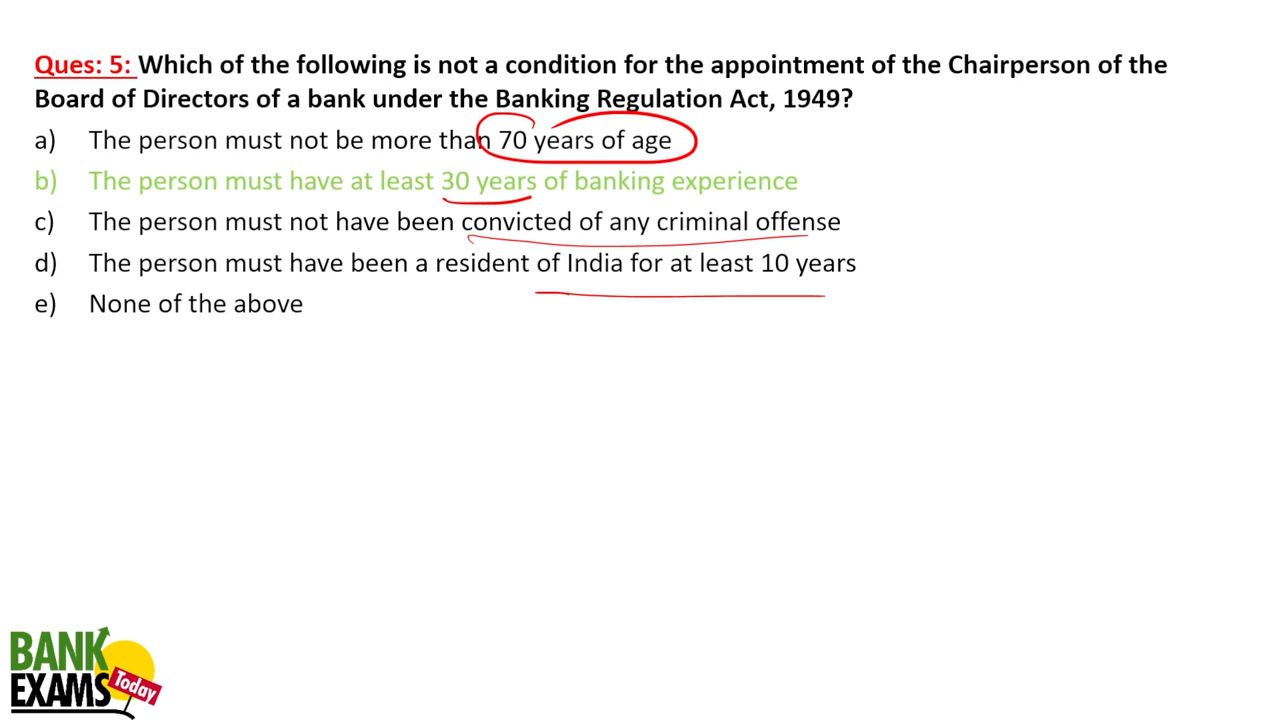 Ques: 5: Which of the following is not a condition for the appointment of the Chairperson of the
Board of Directors of a bank under the Banking Regulation Act, 1949?
a) The person must not be more than 70 years of age
b) The person must have at least 30 years of banking experience
c) The person must not have been convicted of any criminal offense
d) The person must have been a resident of India for at least 10 years
e) None of the above
BANK
EXAMS Today